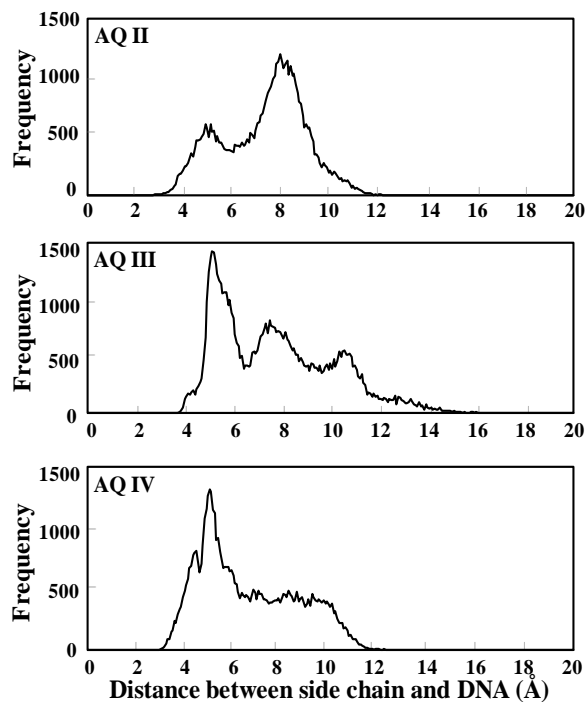 1500
AQ II
1000
500
0
Frequency
0 2 4 6 8 10 12 14 16 18 20
1500
AQ III
1000
500
0
Frequency
0 2 4 6 8 10 12 14 16 18 20
1500
AQ IV
1000
500
0
Frequency
0 2 4 6 8 10 12 14 16 18 20
Distance between side chain and DNA (Å)